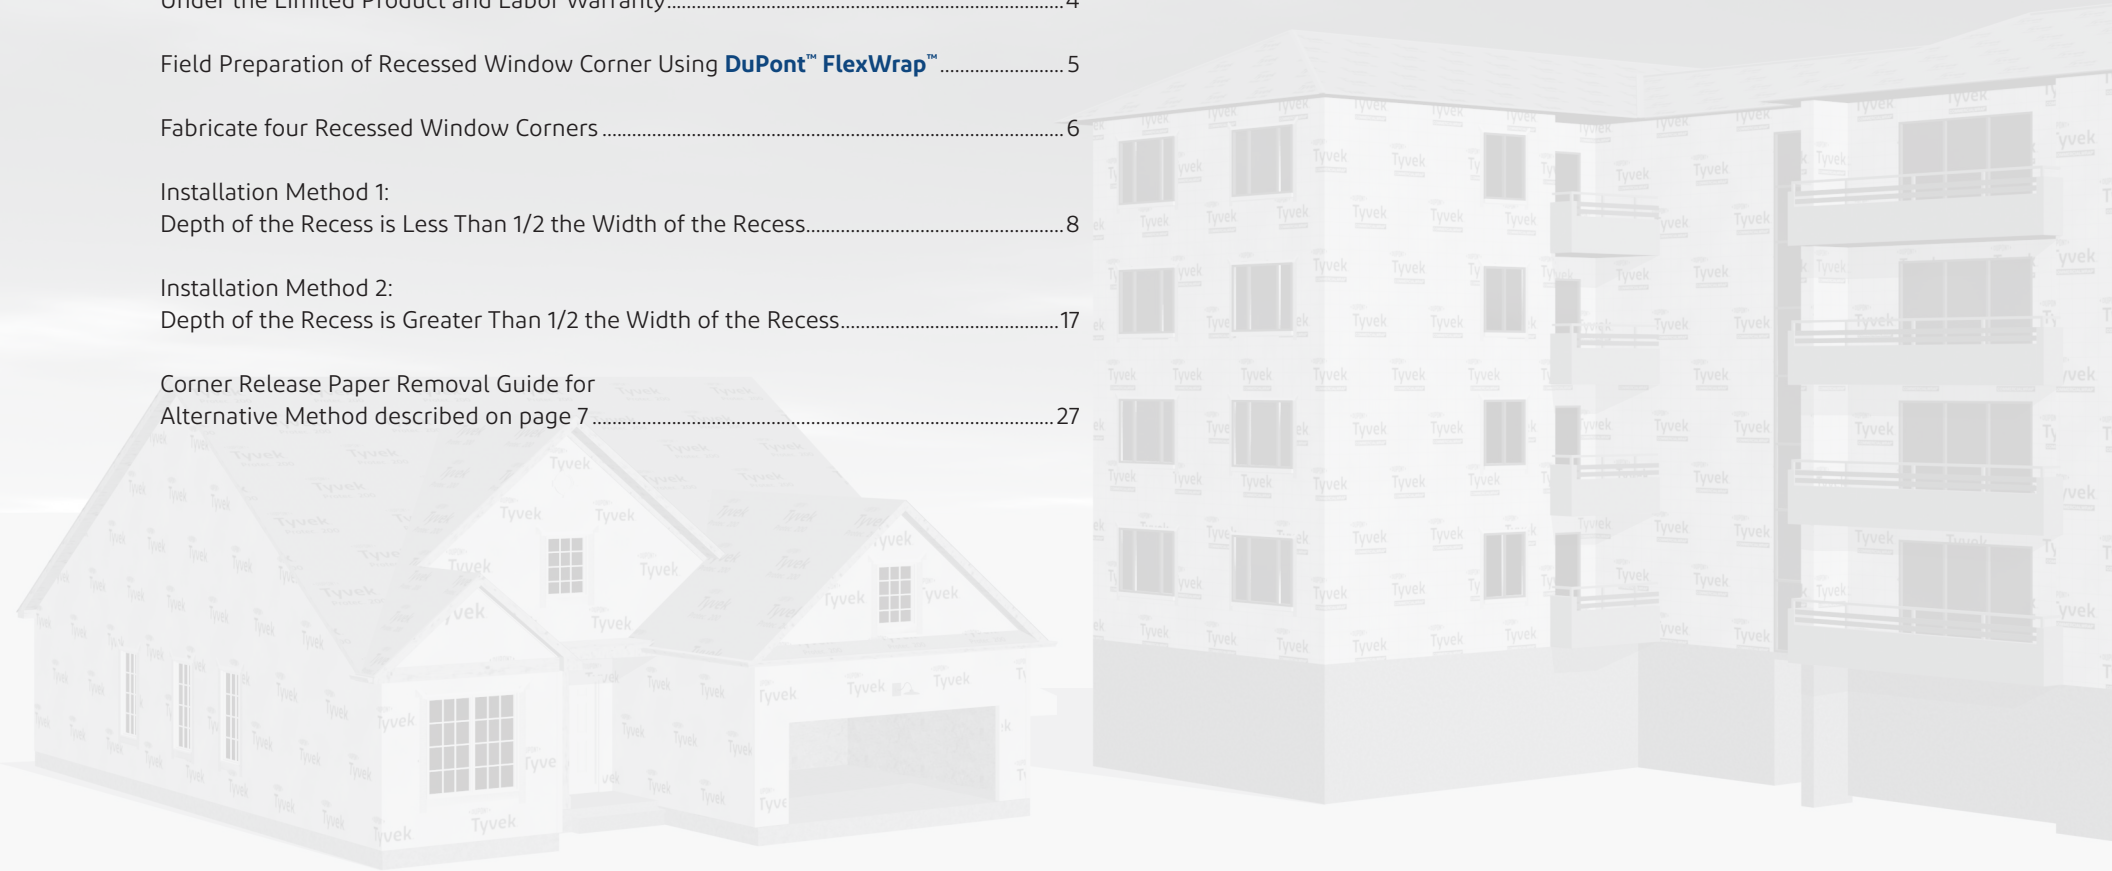 Under the Limited Product and Labor Warranty....................4
Field Preparation of Recessed Window Corner Using DuPont™ FlexWrap™....................5
Fabricate four Recessed Window Corners....................6
Installation Method 1:
Depth of the Recess is Less Than 1/2 the Width of the Recess....................8
Installation Method 2:
Depth of the Recess is Greater Than 1/2 the Width of the Recess....................17
Corner Release Paper Removal Guide for
Alternative Method described on page 7....................27